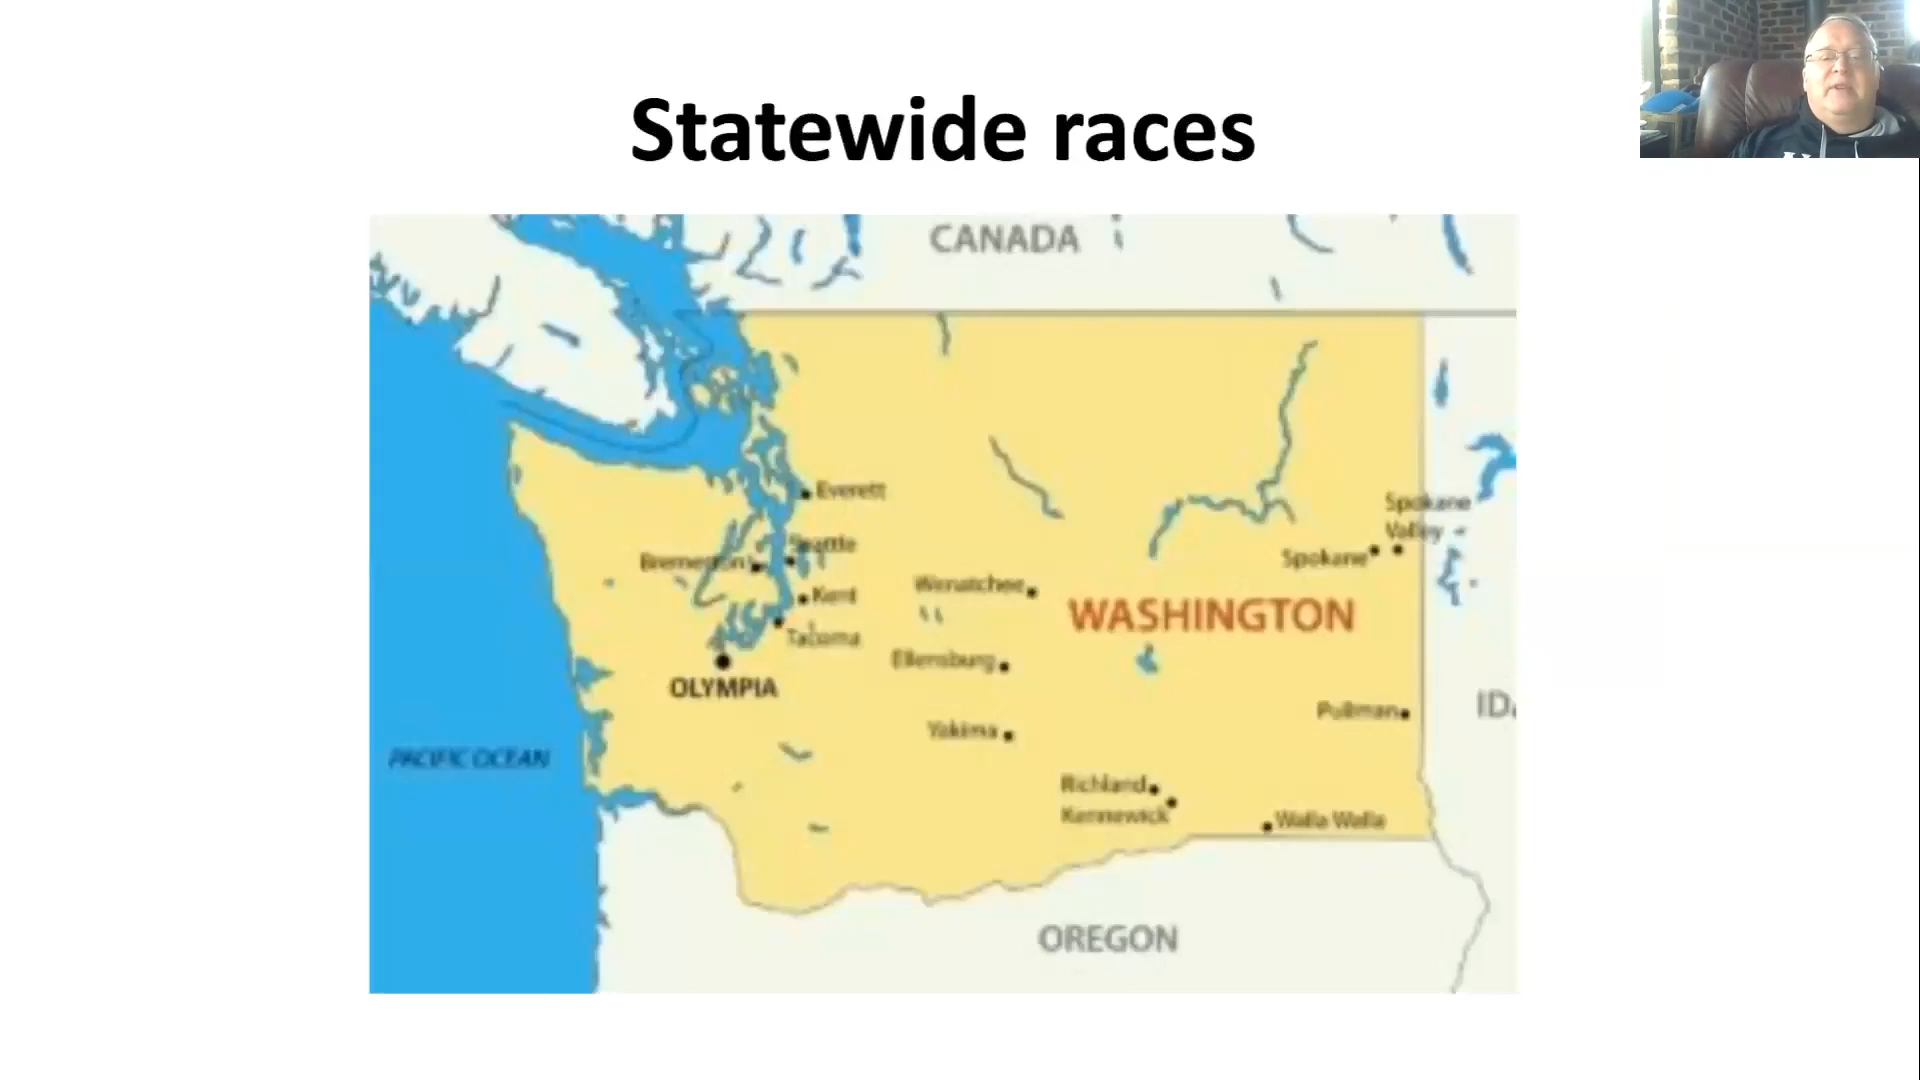 Statewide races
CANADA
Everett
Seattle
Bremerton
Kent
Tacoma
OLYMPIA
Wenatchee
Ellensburg
Yakima
WASHINGTON
Spokane
Valley
Spokane
Pullman
Richland
Kennewick
Walla Walla
PACIFIC OCEAN
OREGON